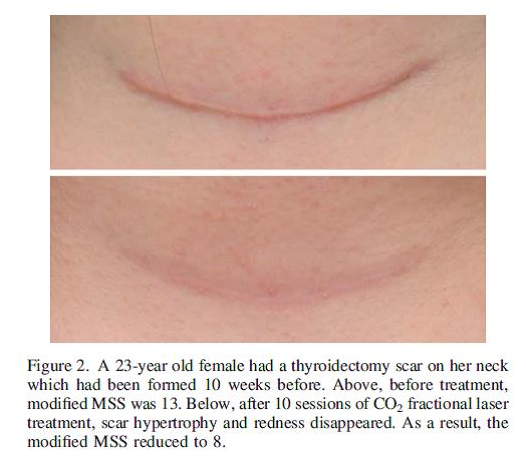 Figure 2. A 23-year old female had a thyroidectomy scar on her neck
which had been formed 10 weeks before. Above, before treatment,
modified MSS was 13. Below, after 10 sessions of CO₂ fractional laser
treatment, scar hypertrophy and redness disappeared. As a result, the
modified MSS reduced to 8.